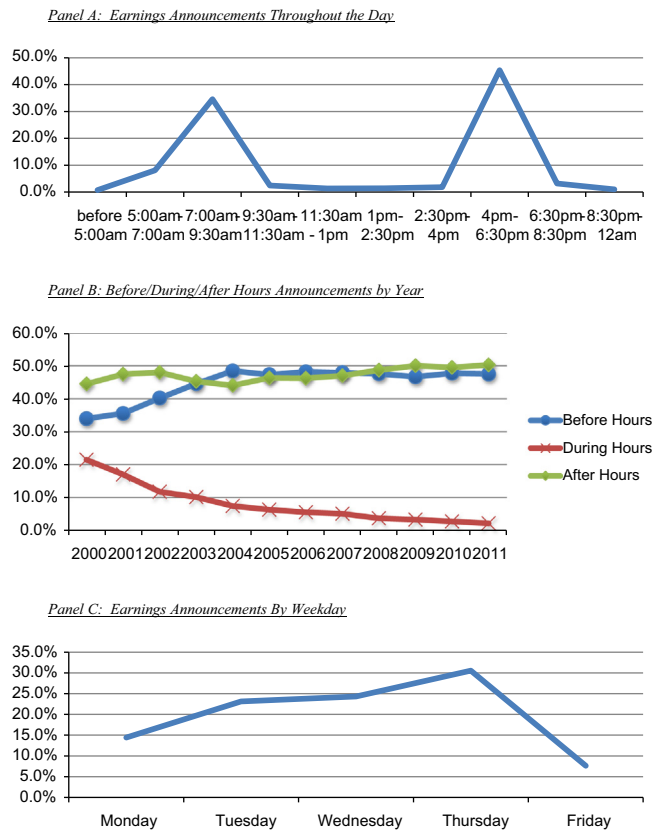 Panel A:  Earnings Announcements Throughout the Day
50.0%
40.0%
30.0%
20.0%
10.0%
0.0%
before 5:00am- 7:00am- 9:30am- 11:30am 1pm- 2:30pm- 4pm- 6:30pm- 8:30pm-
5:00am 7:00am 9:30am 11:30am - 1pm 2:30pm 4pm 6:30pm 8:30pm 12am
Panel B: Before/During/After Hours Announcements by Year
60.0%
50.0%
40.0%
30.0%
20.0%
10.0%
0.0%
Before Hours
During Hours
After Hours
2000 2001 2002 2003 2004 2005 2006 2007 2008 2009 2010 2011
Panel C:  Earnings Announcements By Weekday
35.0%
30.0%
25.0%
20.0%
15.0%
10.0%
5.0%
0.0%
Monday Tuesday Wednesday Thursday Friday